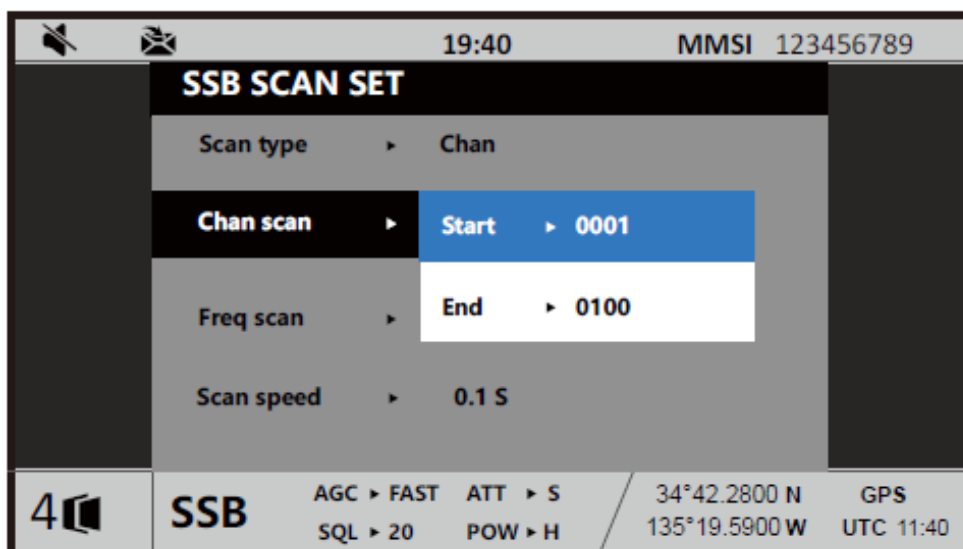 19:40 MMSI 123456789
SSB SCAN SET
Scan type ▸ Chan
Chan scan ▸ Start ▸ 0001
End ▸ 0100
Freq scan ▸
Scan speed ▸ 0.1 S
4 SSB AGC ▸ FAST ATT ▸ S 34°42.2800 N GPS
SQL ▸ 20 POW ▸ H 135°19.5900 W UTC 11:40